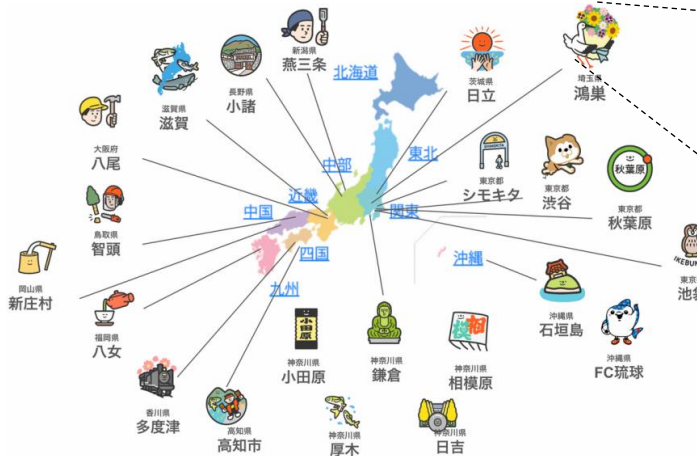 新潟県
燕三条
北海道
茨城県
日立
埼玉県
鴻巣
長野県
小諸
滋賀県
滋賀
大阪府
八尾
中部
東北
東京都
シモキタ
東京都
渋谷
秋葉原
東京都
秋葉原
近畿
中国
関東
鳥取県
智頭
四国
沖縄
IKEBU
東京
池袋
岡山県
新庄村
九州
福岡県
八女
小田原
神奈川県
小田原
神奈川県
鎌倉
相模
神奈川県
相模原
沖縄県
石垣島
沖縄県
FC琉球
香川県
多度津
高知県
高知市
神奈川県
厚木
神奈川県
日吉